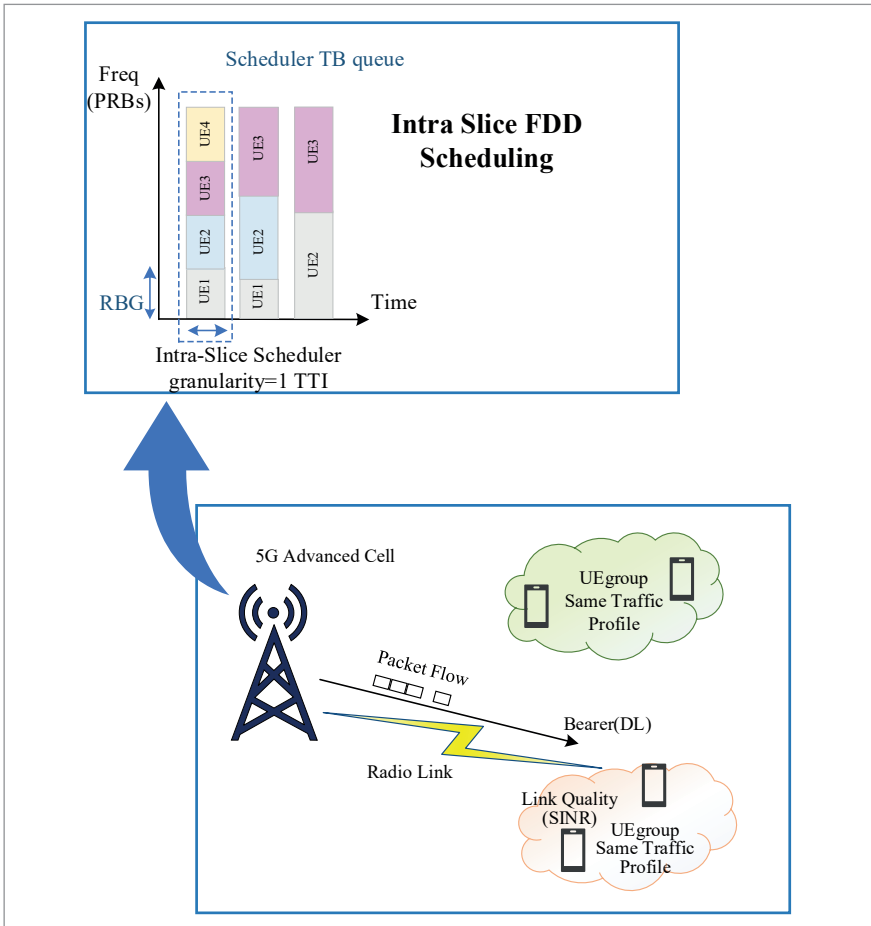 Scheduler TB queue
Freq
(PRBs)
Intra Slice FDD
Scheduling
UE4
UE3
UE2
UE1
UE3
UE2
UE1
UE3
UE2
RBG
Time
Intra-Slice Scheduler
granularity=1 TTI
5G Advanced Cell
UEgroup
Same Traffic
Profile
Packet Flow
Bearer(DL)
Radio Link
Link Quality
(SINR)
UEgroup
Same Traffic
Profile